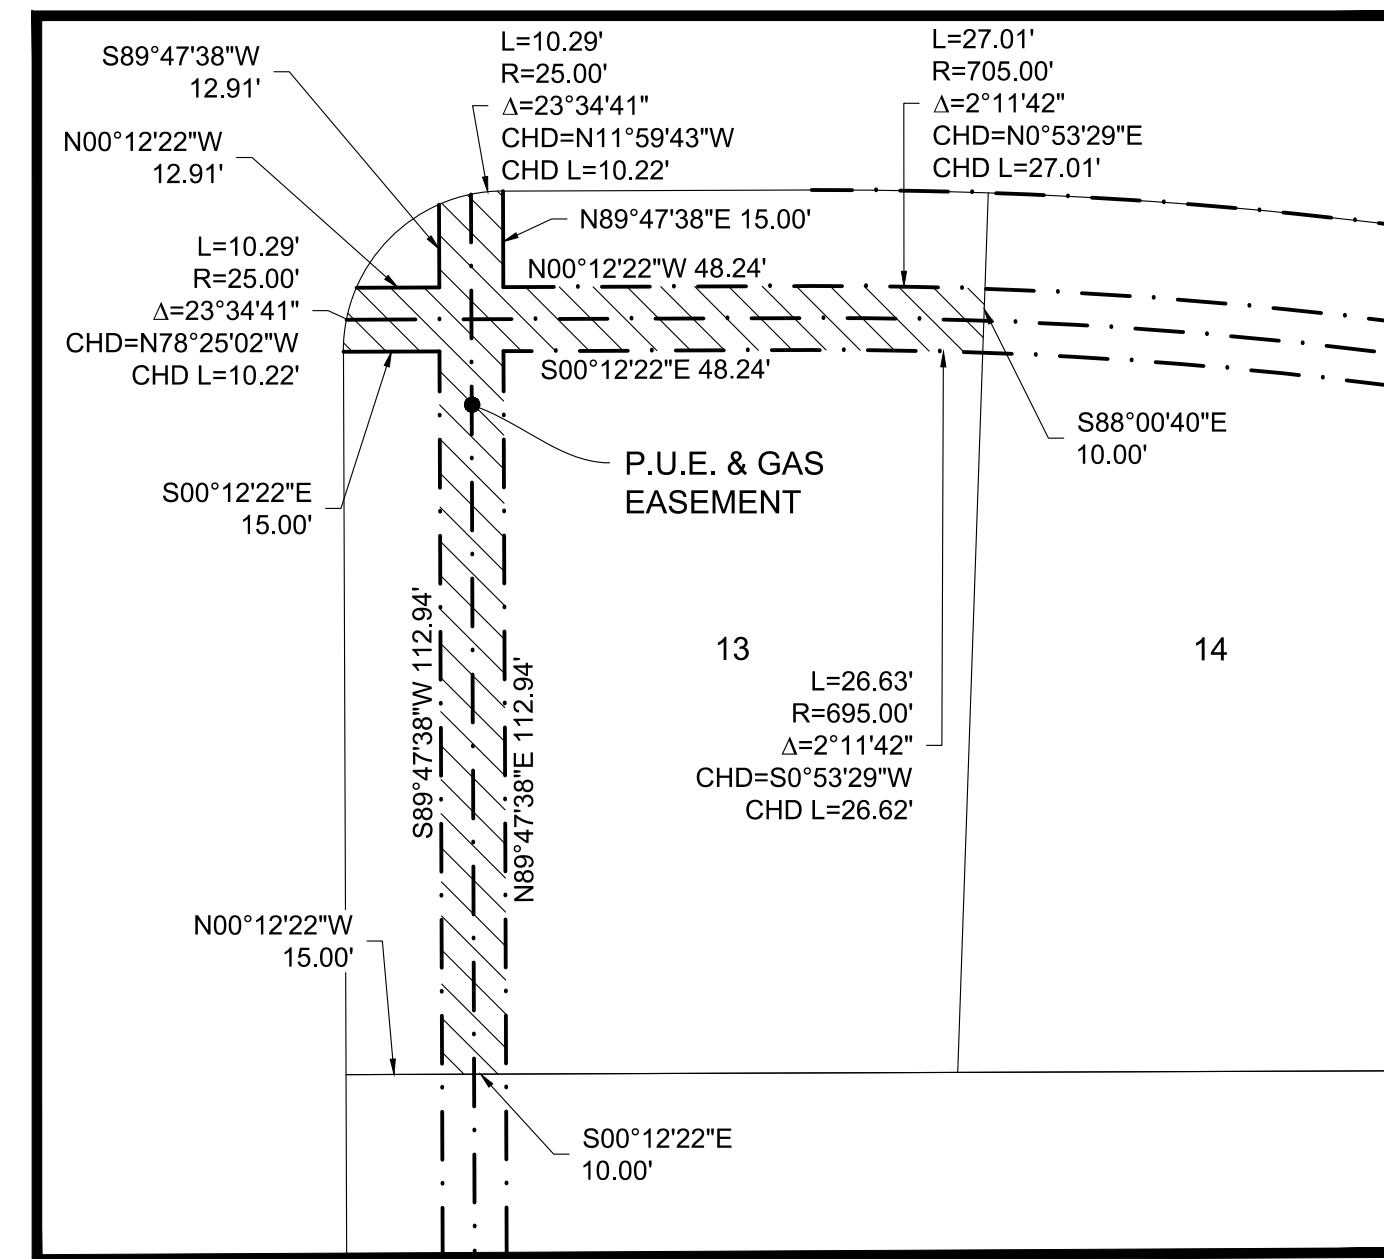 S89°47'38"W
12.91'
L=10.29'
R=25.00'
Δ=23°34'41"
CHD=N11°59'43"W
CHD L=10.22'
L=27.01'
R=705.00'
Δ=2°11'42"
CHD=N0°53'29"E
CHD L=27.01'
N00°12'22"W
12.91'
N89°47'38"E 15.00'
L=10.29'
R=25.00'
Δ=23°34'41"
CHD=N78°25'02"W
CHD L=10.22'
N00°12'22"W 48.24'
S00°12'22"E 48.24'
S88°00'40"E
10.00'
P.U.E. & GAS
EASEMENT
S00°12'22"E
15.00'
S89°47'38"W 112.94'
N89°47'38"E 112.94'
13
14
L=26.63'
R=695.00'
Δ=2°11'42"
CHD=S0°53'29"W
CHD L=26.62'
N00°12'22"W
15.00'
S00°12'22"E
10.00'